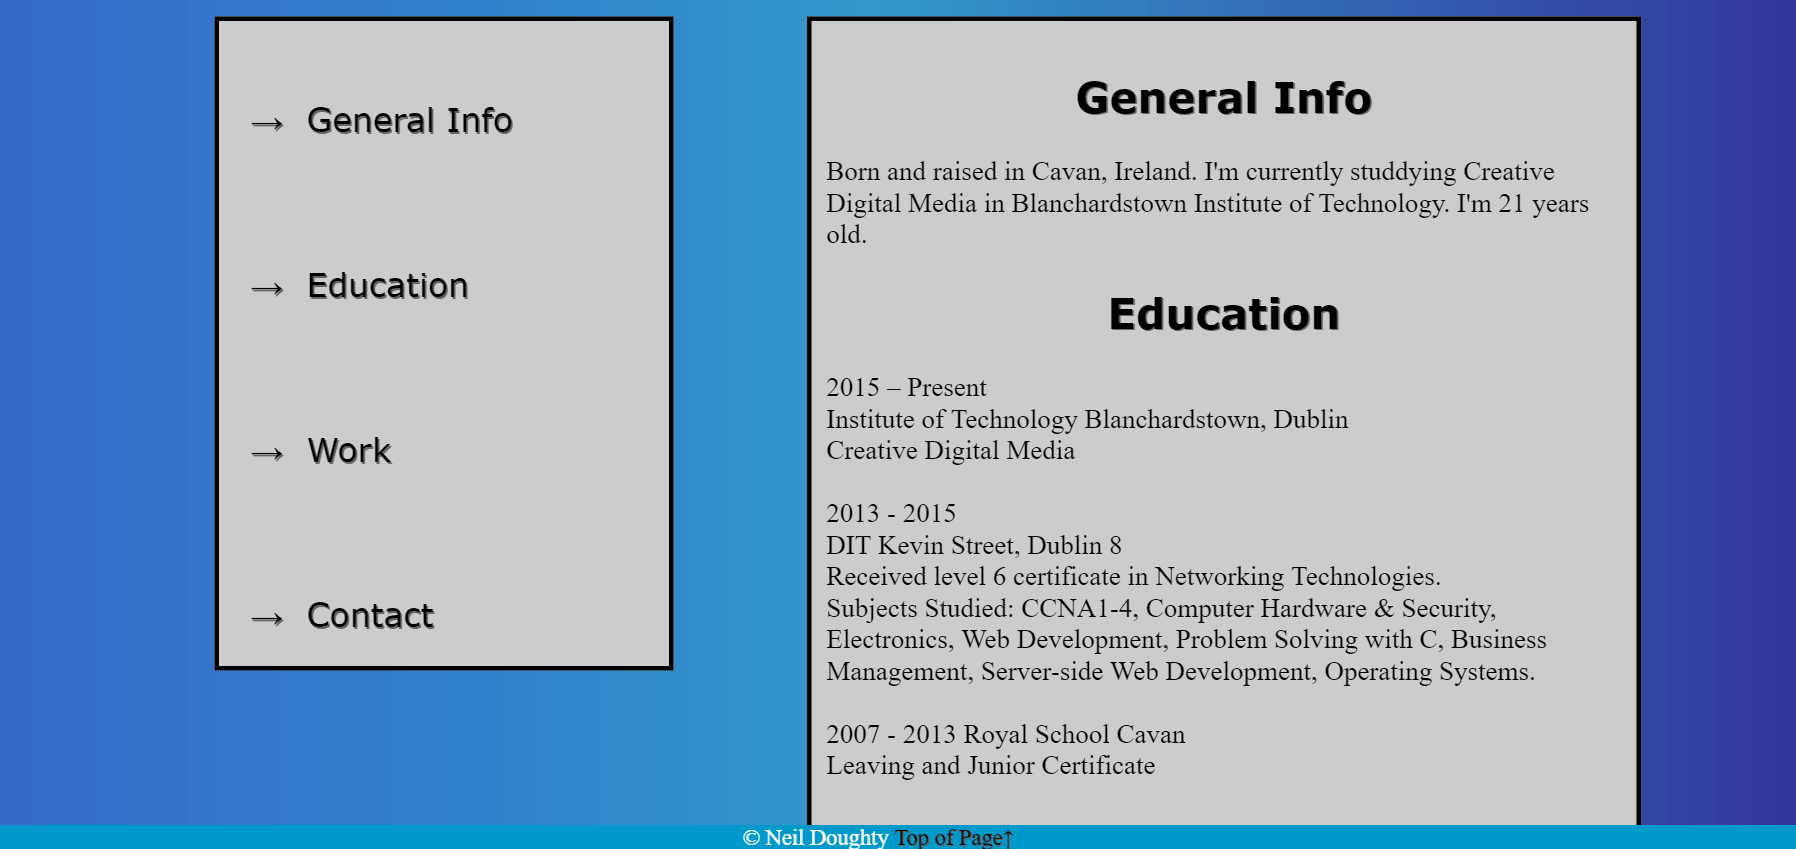 → General Info
→ Education
→ Work
→ Contact
General Info
Born and raised in Cavan, Ireland. I'm currently studdying Creative
Digital Media in Blanchardstown Institute of Technology. I'm 21 years
old.
Education
2015 – Present
Institute of Technology Blanchardstown, Dublin
Creative Digital Media
2013 - 2015
DIT Kevin Street, Dublin 8
Received level 6 certificate in Networking Technologies.
Subjects Studied: CCNA1-4, Computer Hardware & Security,
Electronics, Web Development, Problem Solving with C, Business
Management, Server-side Web Development, Operating Systems.
2007 - 2013 Royal School Cavan
Leaving and Junior Certificate
© Neil Doughty Top of Page↑